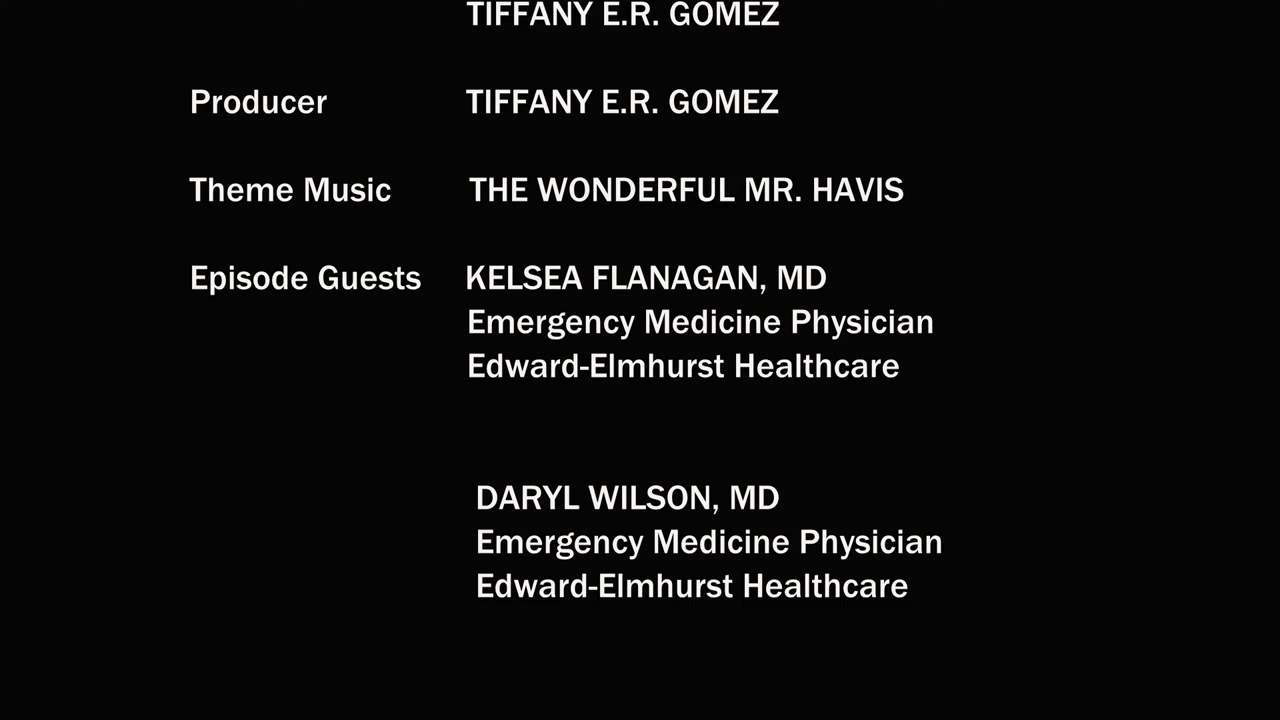 TIFFANY E.R. GOMEZ
Producer TIFFANY E.R. GOMEZ
Theme Music THE WONDERFUL MR. HAVIS
Episode Guests KELSEA FLANAGAN, MD
Emergency Medicine Physician
Edward-Elmhurst Healthcare
DARYL WILSON, MD
Emergency Medicine Physician
Edward-Elmhurst Healthcare